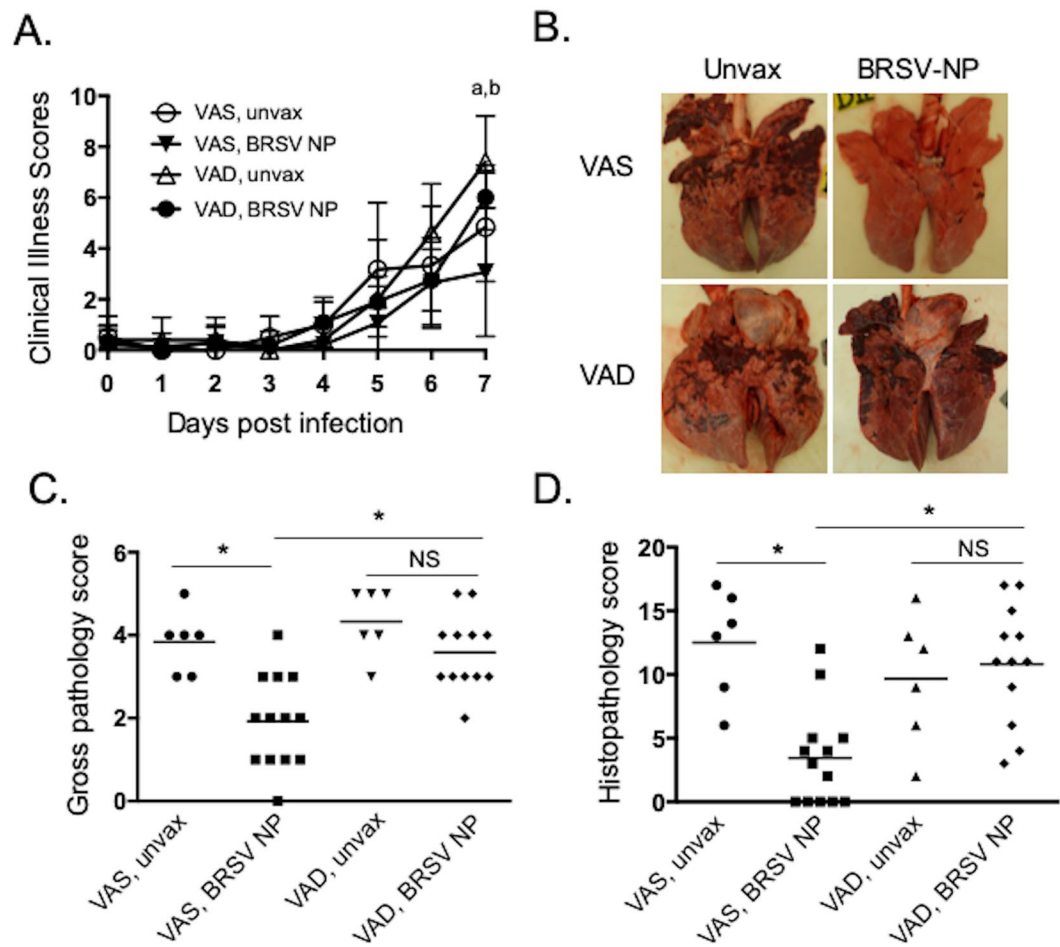 A.
10
8
6
4
2
0
Clinical Illness Scores
a,b
VAS, unvax
VAS, BRSV NP
VAD, unvax
VAD, BRSV NP
0 1 2 3 4 5 6 7
Days post infection
B.
Unvax BRSV-NP
VAS
VAD
C.
Gross pathology score
6
4
2
0
*
*
NS
VAS, unvax
VAS, BRSV NP
VAD, unvax
VAD, BRSV NP
D.
Histopathology score
20
15
10
5
0
*
*
NS
VAS, unvax
VAS, BRSV NP
VAD, unvax
VAD, BRSV NP